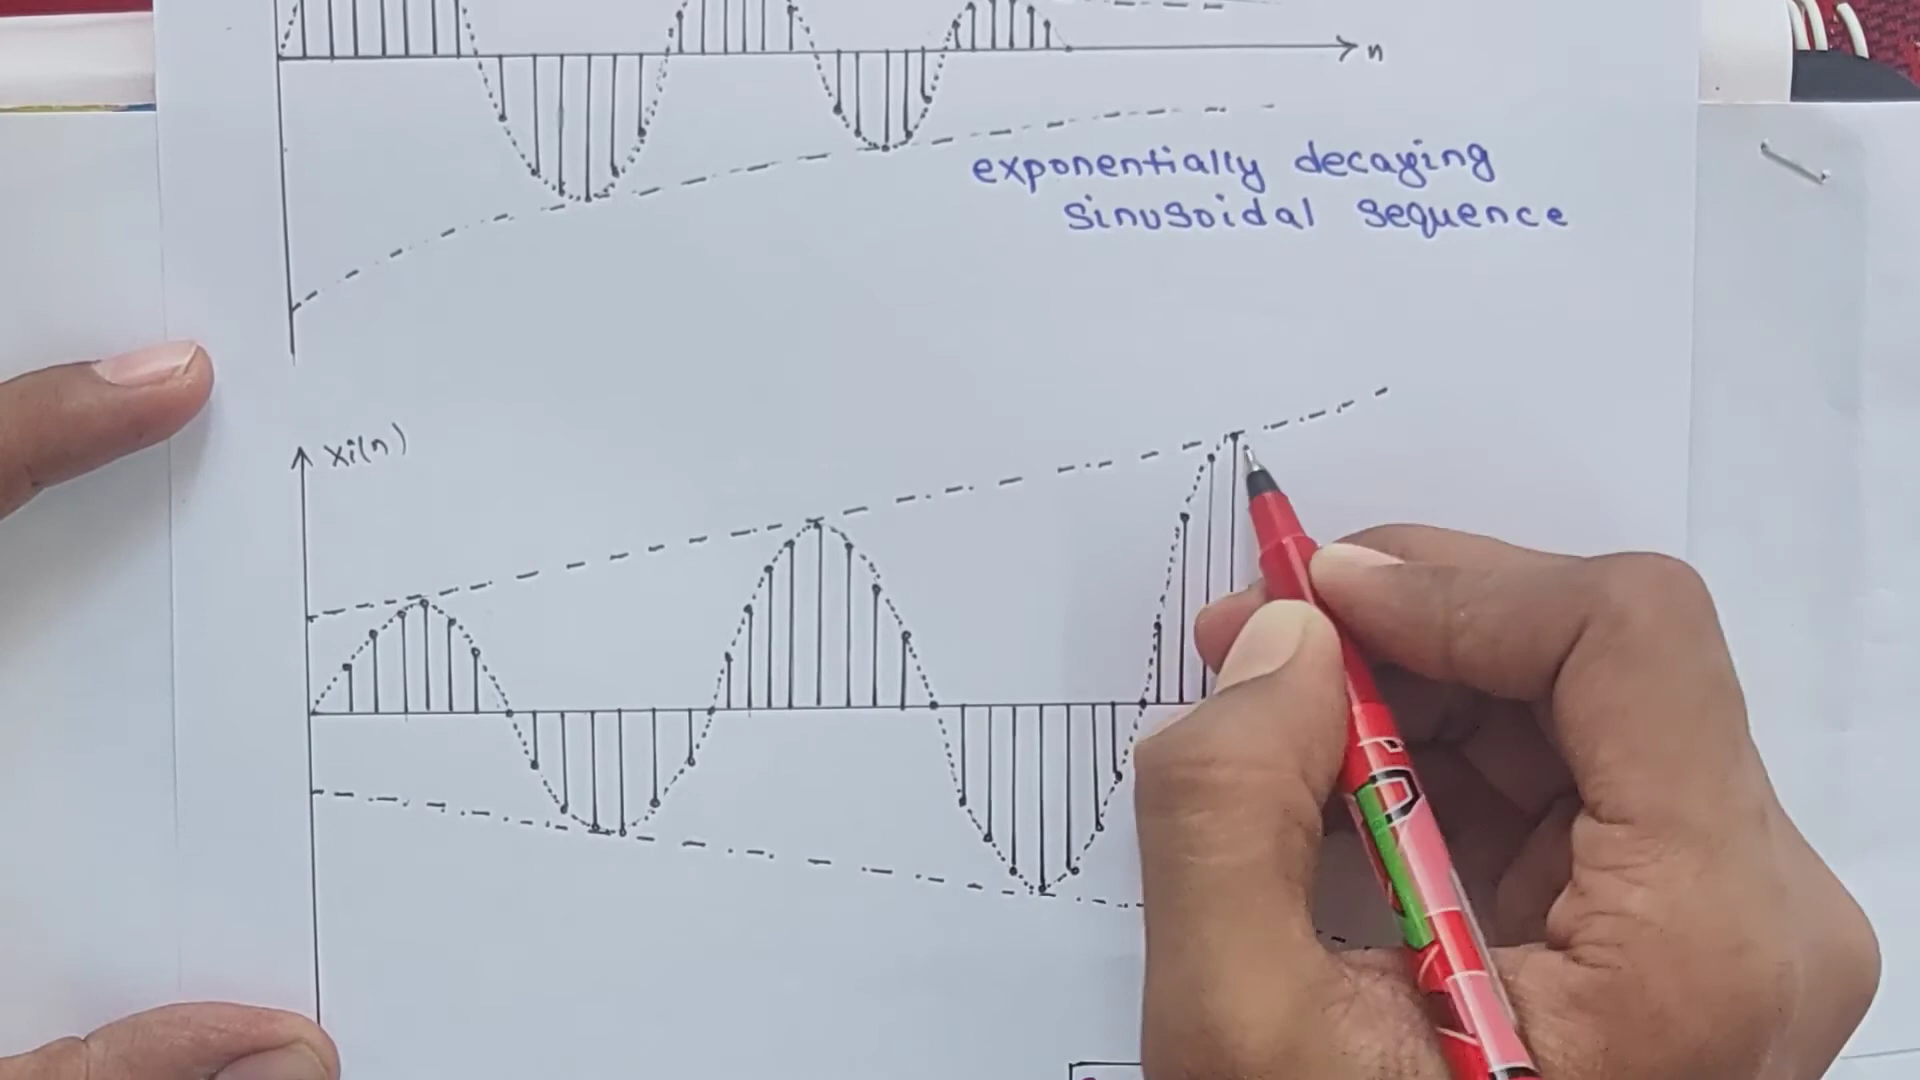 n
exponentially decaying
sinusoidal sequence
xi(n)